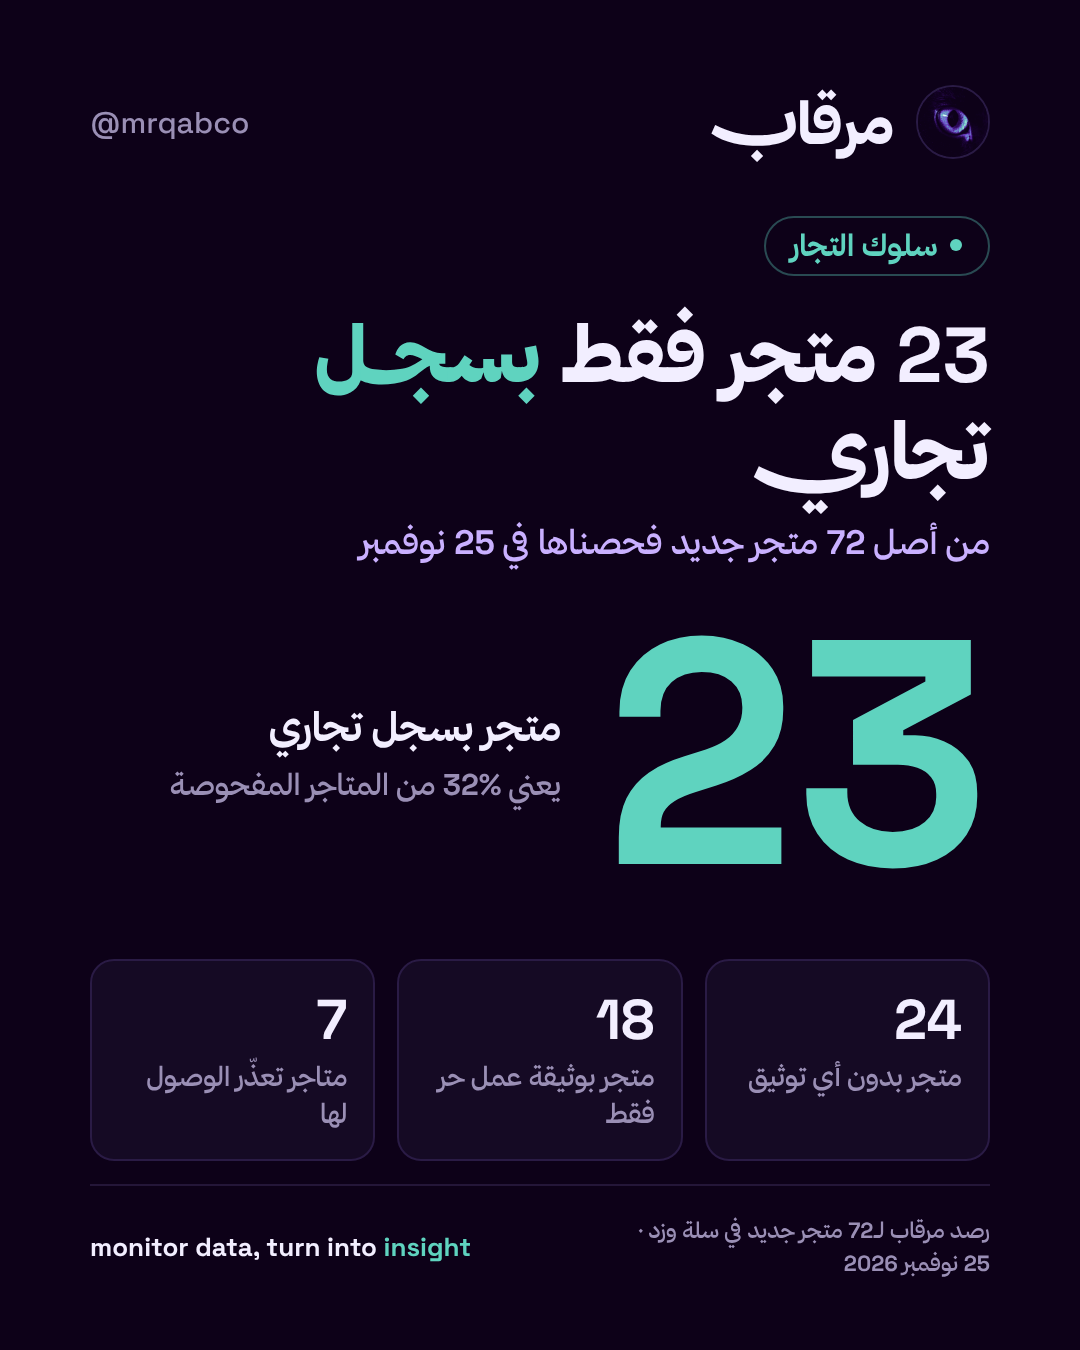 مرقاب
@mrqabco
سلوك التجار
23 متجر فقط بسجل
تجاري
من أصل 72 متجر جديد فحصناها في 25 نوفمبر
23
متجر بسجل تجاري
يعني 32% من المتاجر المفحوصة
24
متجر بدون أي توثيق
18
متجر بوثيقة عمل حر
فقط
7
متاجر تعذّر الوصول
لها
رصد مرقاب لـ72 متجر جديد في سلة وزد ·
25 نوفمبر 2026
monitor data, turn into insight